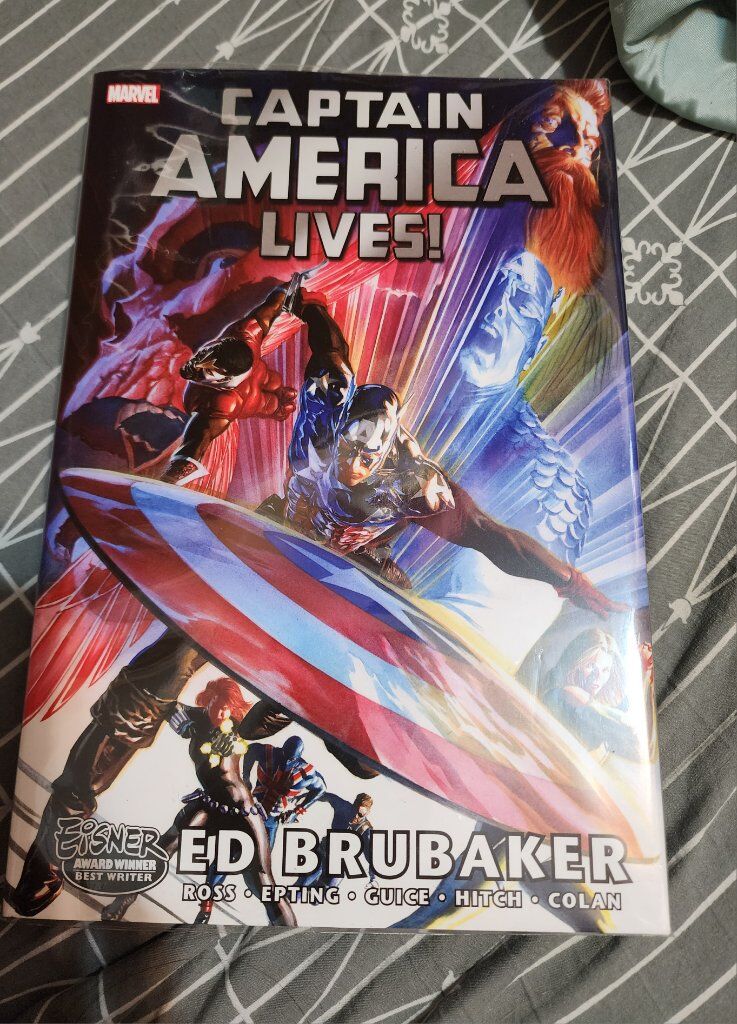 MARVEL
CAPTAIN
AMERICA
LIVES!
EISNER
AWARD WINNER
BEST WRITER
ED BRUBAKER
ROSS • EPTING • GUICE • HITCH • COLAN